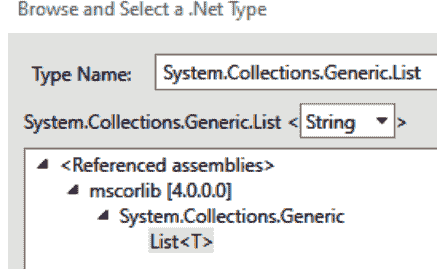 Browse and Select a .Net Type
Type Name: System.Collections.Generic.List
System.Collections.Generic.List < String >
<Referenced assemblies>
mscorlib [4.0.0.0]
System.Collections.Generic
List<T>